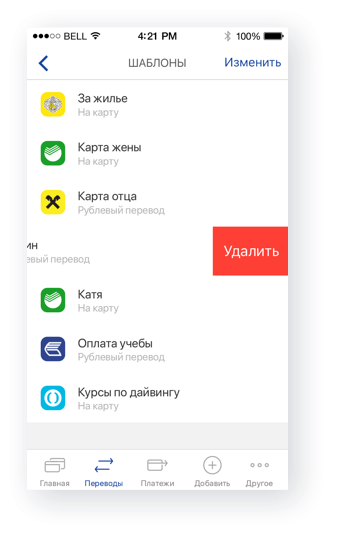 BELL 4:21 PM 100%
ШАБЛОНЫ Изменить
За жилье
На карту
Карта жены
На карту
Карта отца
Рублевый перевод
ин
евый перевод
Удалить
Катя
На карту
Оплата учебы
Рублевый перевод
Курсы по дайвингу
На карту
Главная Переводы Платежи Добавить Другое